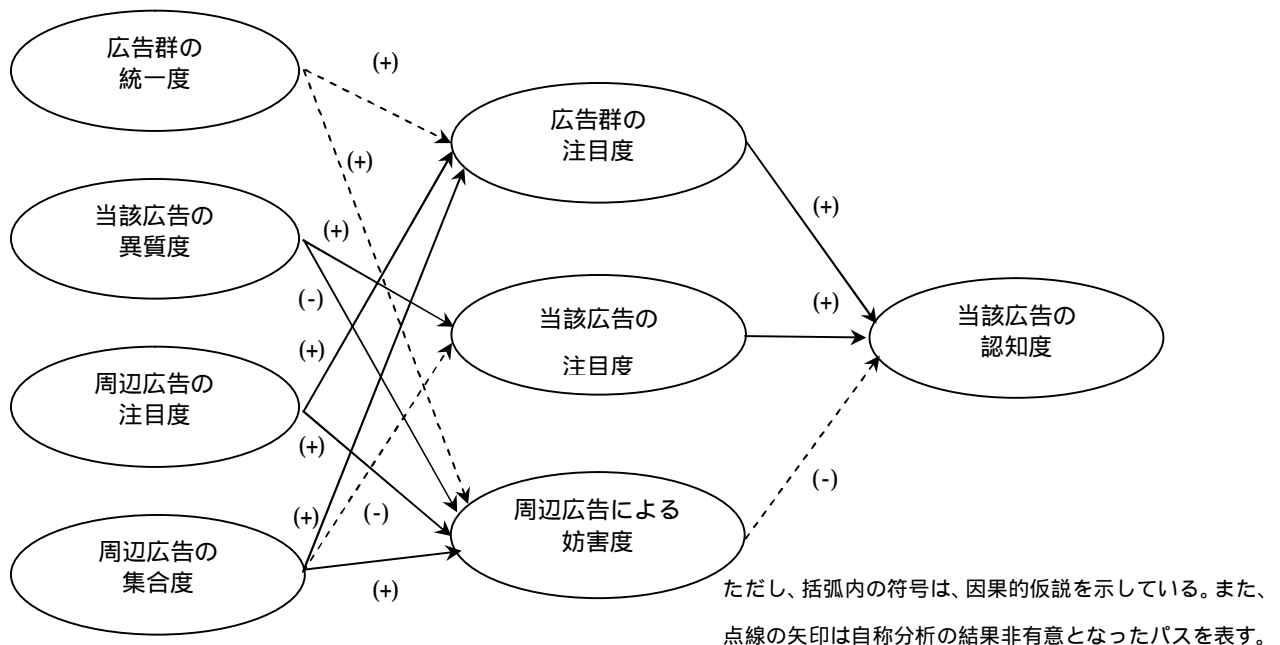 広告群の
統一度
当該広告の
異質度
周辺広告の
注目度
周辺広告の
集合度
(+)
(+)
(+)
(-)
(+)
(+)
(+)
(-)
(+)
広告群の
注目度
当該広告の
注目度
周辺広告による
妨害度
(+)
(+)
(-)
当該広告の
認知度
ただし、括弧内の符号は、因果的仮説を示している。また、
点線の矢印は自称分析の結果非有意となったパスを表す。